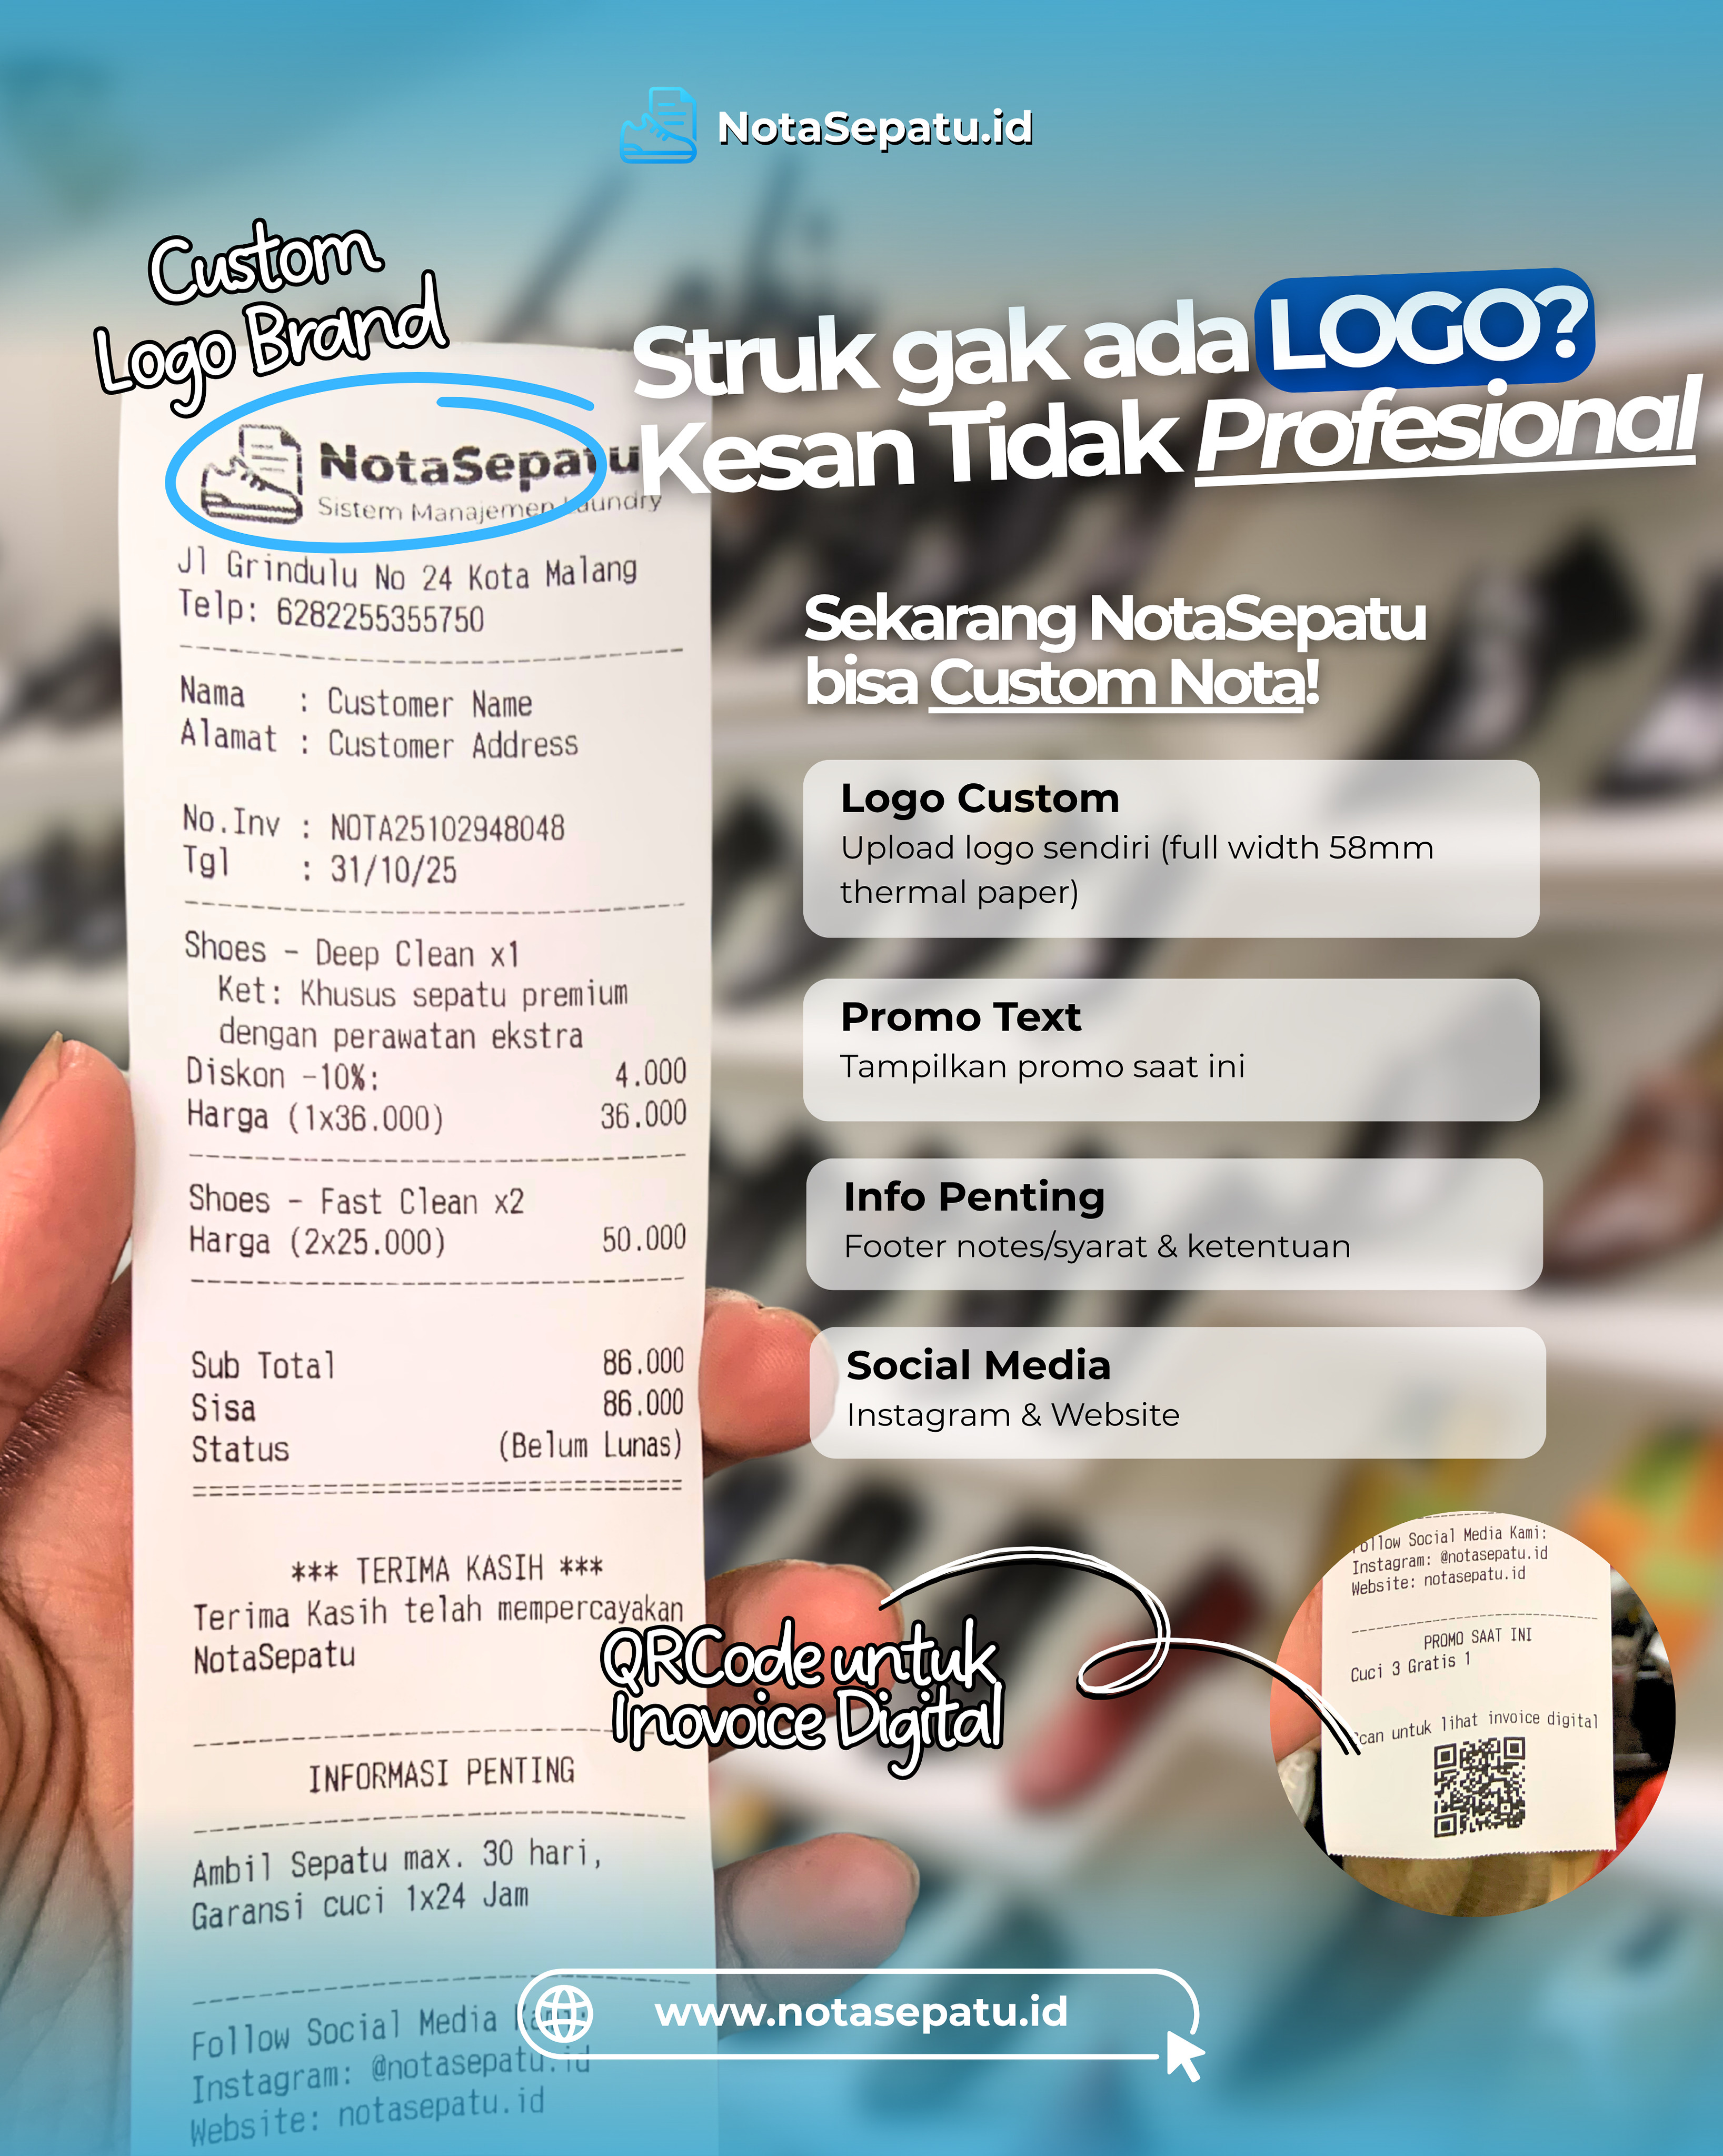 NotaSepatu.id
Custom
Logo Brand
Struk gak ada LOGO?
Kesan Tidak Profesional
NotaSepatu
Sistem Manajemen Laundry
Jl Grindulu No 24 Kota Malang
Telp: 6282255355750
Nama : Customer Name
Alamat : Customer Address
No.Inv : NOTA25102948048
Tgl : 31/10/25
Shoes - Deep Clean x1
Ket: Khusus sepatu premium
dengan perawatan ekstra
Diskon -10%: 4.000
Harga (1x36.000) 36.000
Shoes - Fast Clean x2
Harga (2x25.000) 50.000
Sub Total 86.000
Sisa 86.000
Status (Belum Lunas)
*** TERIMA KASIH ***
Terima Kasih telah mempercayakan
NotaSepatu
INFORMASI PENTING
Ambil Sepatu max. 30 hari,
Garansi cuci 1x24 Jam
Follow Social Media Kami:
Instagram: @notasepatu.id
Website: notasepatu.id
Sekarang NotaSepatu
bisa Custom Nota!
Logo Custom
Upload logo sendiri (full width 58mm
thermal paper)
Promo Text
Tampilkan promo saat ini
Info Penting
Footer notes/syarat & ketentuan
Social Media
Instagram & Website
QRCode untuk
Inovoice Digital
Follow Social Media Kami:
Instagram: @notasepatu.id
Website: notasepatu.id
PROMO SAAT INI
Cuci 3 Gratis 1
Scan untuk lihat invoice digital
www.notasepatu.id